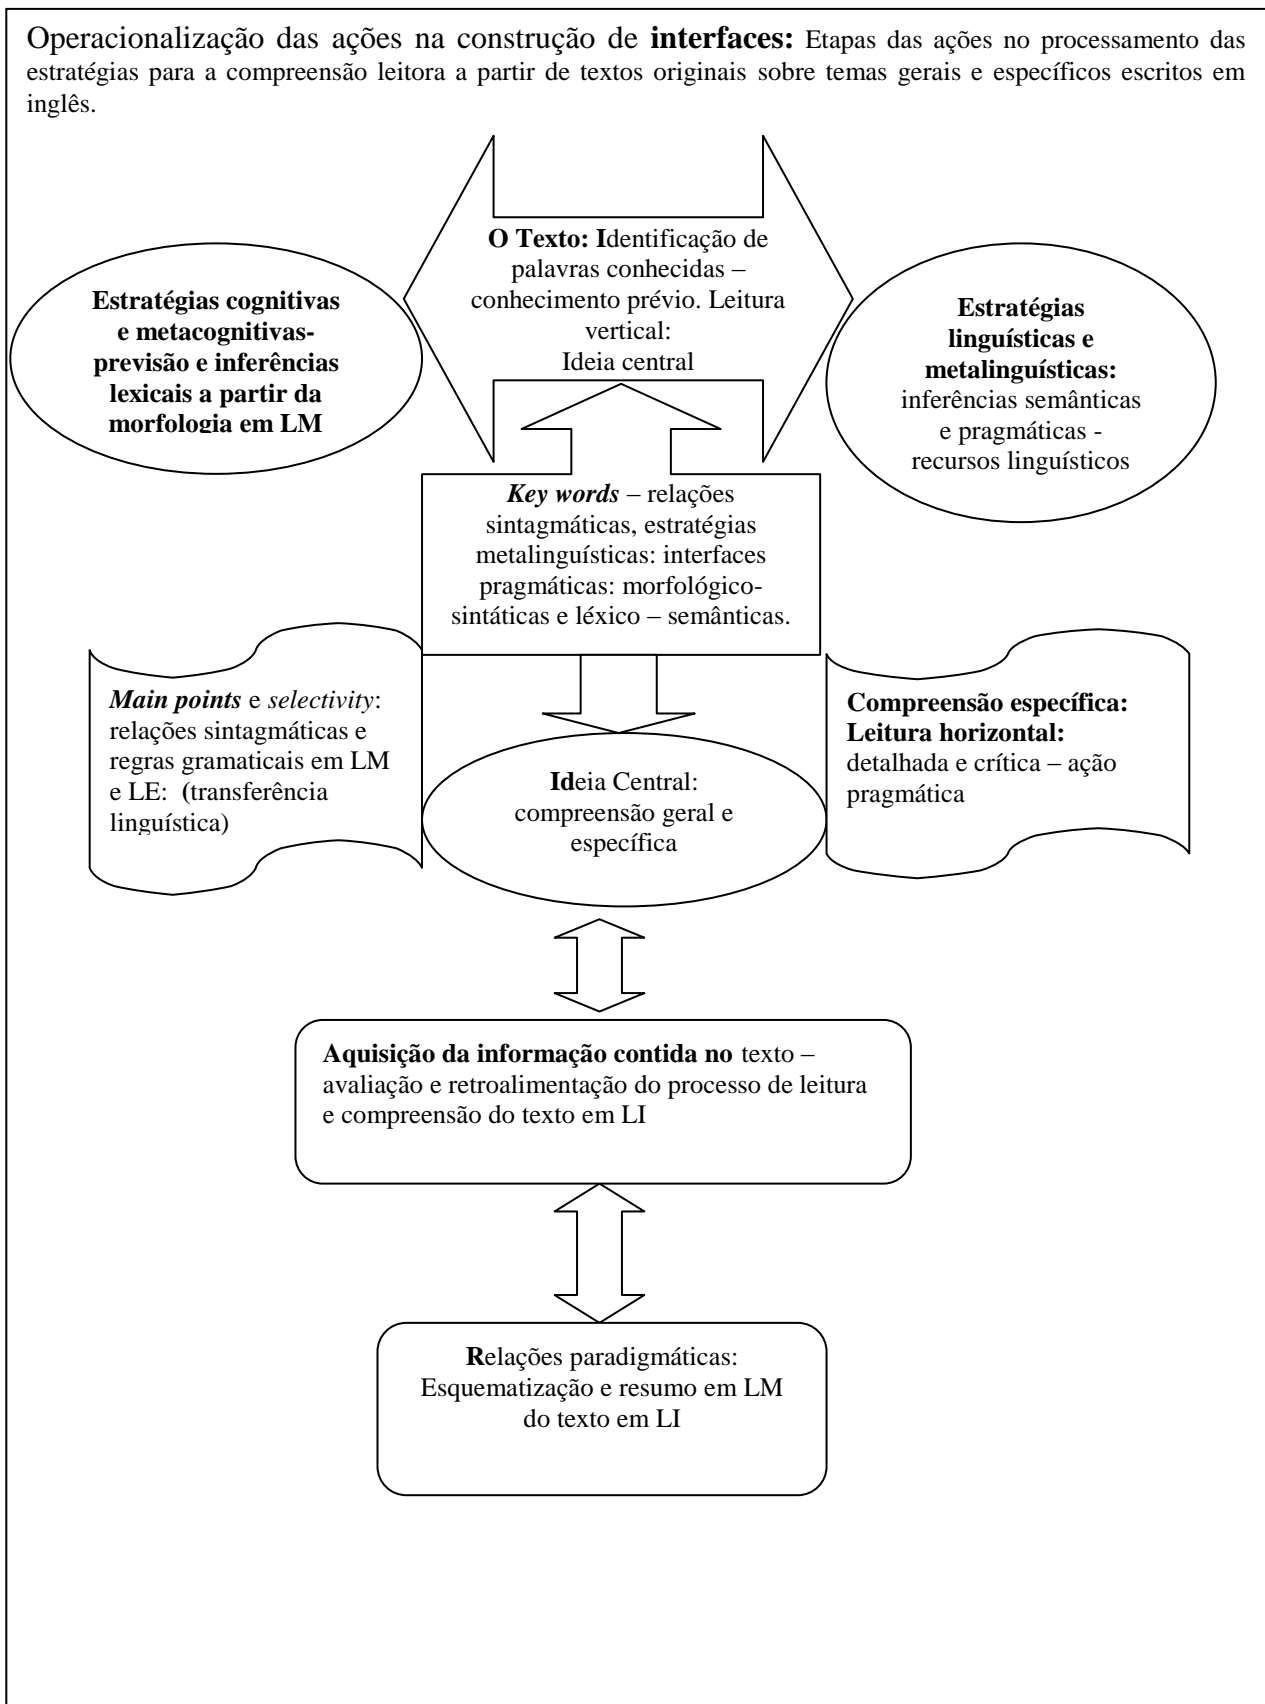 Operacionalização das ações na construção de interfaces: Etapas das ações no processamento das
estratégias para a compreensão leitora a partir de textos originais sobre temas gerais e específicos escritos em
inglês.
O Texto: Identificação de
palavras conhecidas –
conhecimento prévio. Leitura
vertical:
Ideia central
Estratégias cognitivas
e metacognitivas-
previsão e inferências
lexicais a partir da
morfologia em LM
Estratégias
linguísticas e
metalinguísticas:
inferências semânticas
e pragmáticas -
recursos linguísticos
Key words – relações
sintagmáticas, estratégias
metalinguísticas: interfaces
pragmáticas: morfológico-
sintáticas e léxico – semânticas.
Main points e selectivity:
relações sintagmáticas e
regras gramaticais em LM
e LE: (transferência
linguística)
Compreensão específica:
Leitura horizontal:
detalhada e crítica – ação
pragmática
Ideia Central:
compreensão geral e
específica
Aquisição da informação contida no texto –
avaliação e retroalimentação do processo de leitura
e compreensão do texto em LI
Relações paradigmáticas:
Esquematização e resumo em LM
do texto em LI